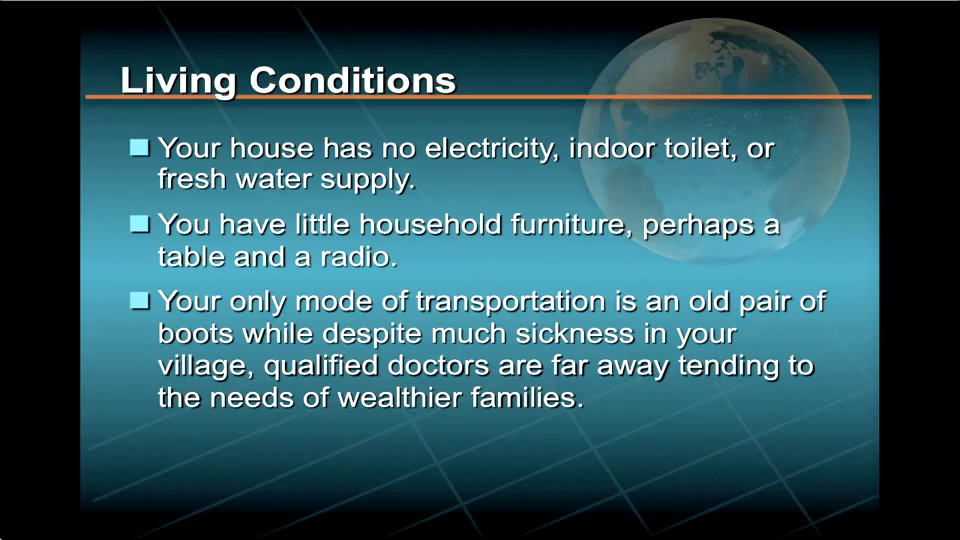 Living Conditions
Your house has no electricity, indoor toilet, or
fresh water supply.
You have little household furniture, perhaps a
table and a radio.
Your only mode of transportation is an old pair of
boots while despite much sickness in your
village, qualified doctors are far away tending to
the needs of wealthier families.